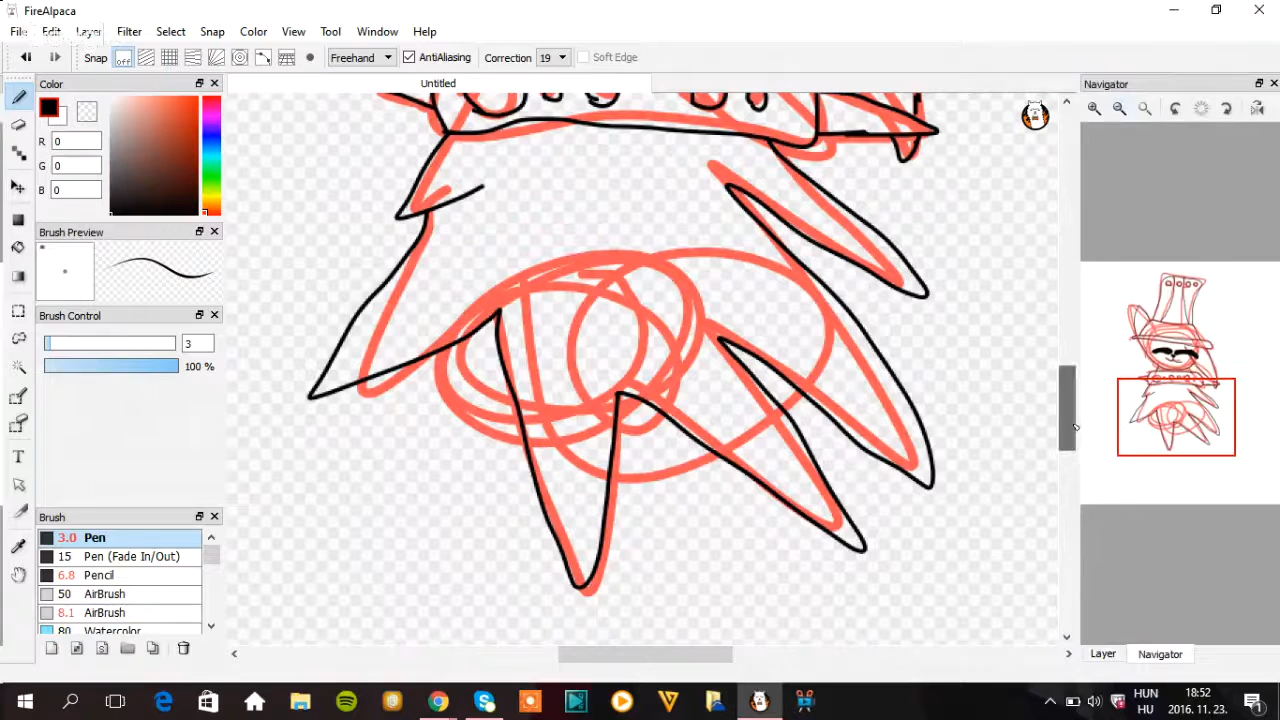 FireAlpaca
File Edit Layer Filter Select Snap Color View Tool Window Help
Snap off Freehand AntiAliasing Correction 19 Soft Edge
Color Untitled Navigator
R 0
G 0
B 0
Brush Preview
Brush Control
3
100 %
Brush
3.0 Pen
15 Pen (Fade In/Out)
6.8 Pencil
50 AirBrush
8.1 AirBrush
80 Watercolor
Layer Navigator
HUN 18:52
HU 2016. 11. 23.